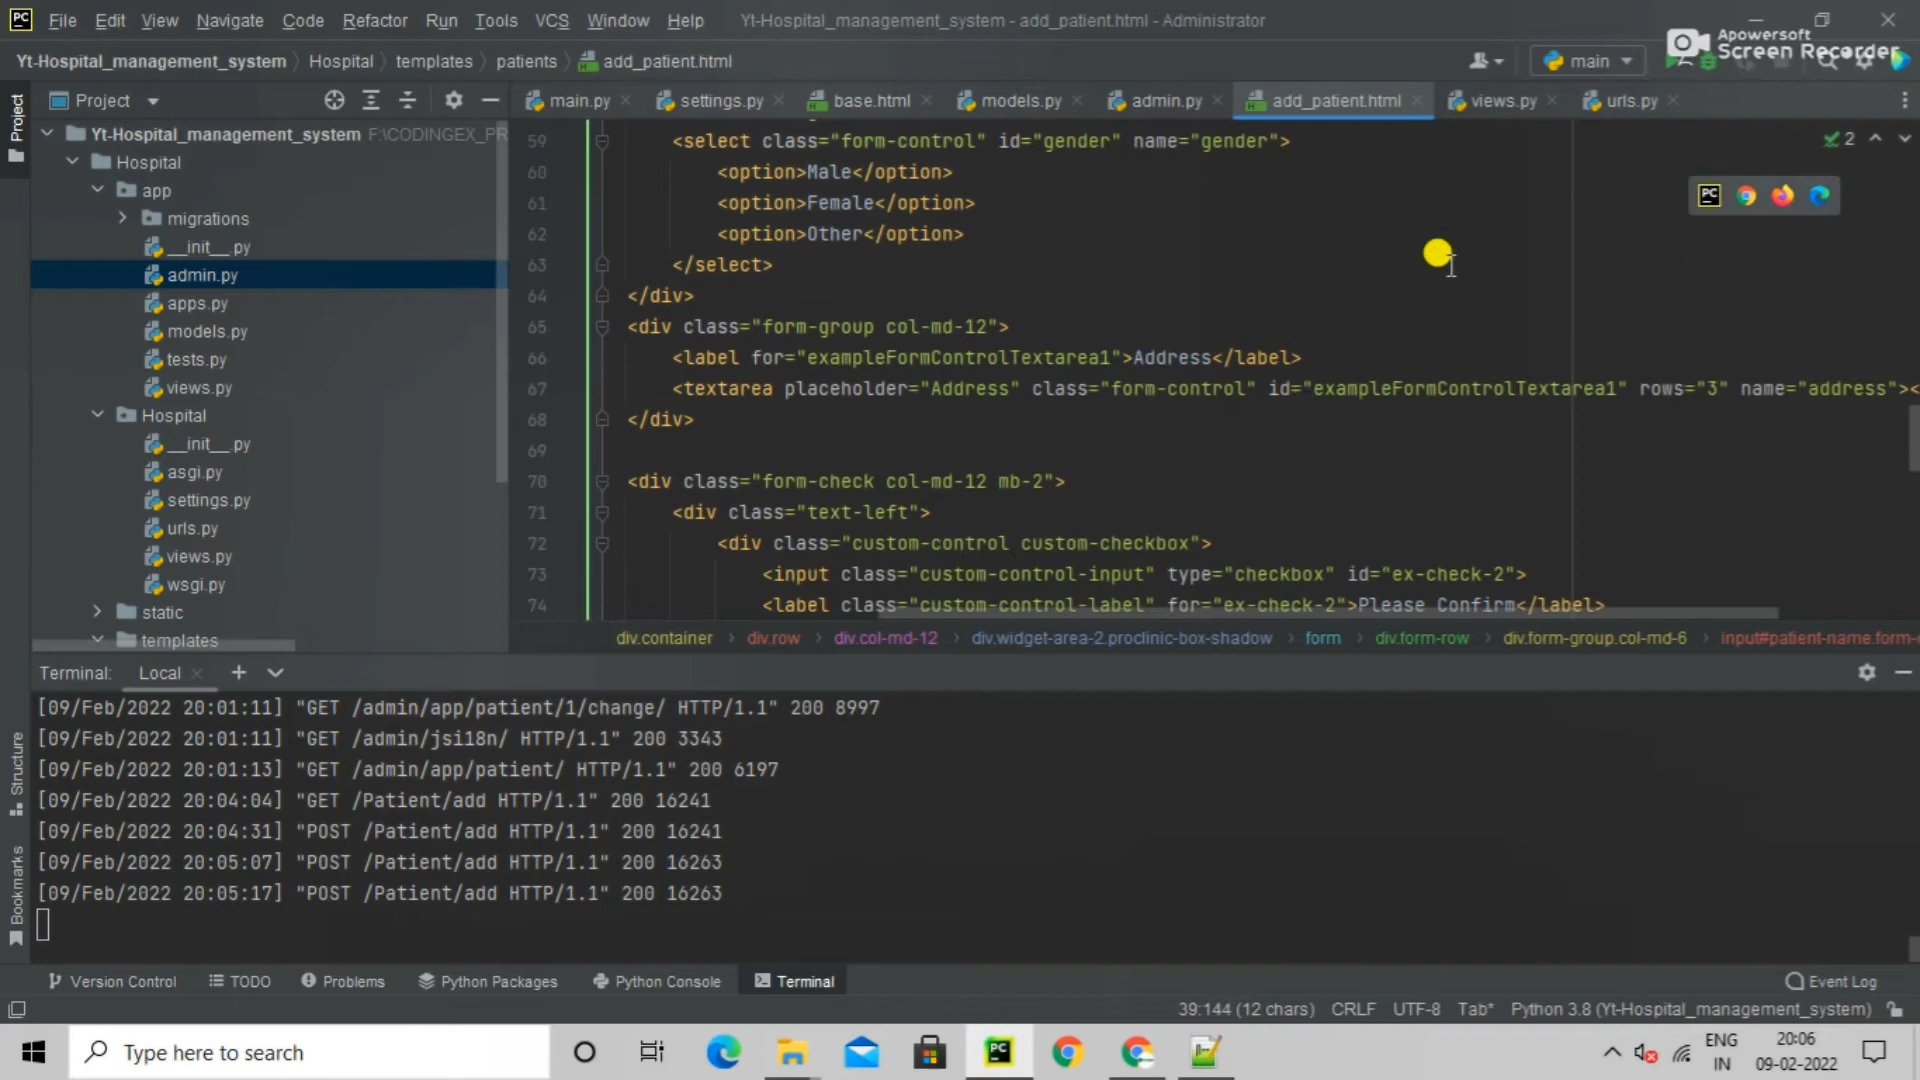 PC File Edit View Navigate Code Refactor Run Tools VCS Window Help Yt-Hospital_management_system - add_patient.html - Administrator
Apowersoft
Screen Recorder
Yt-Hospital_management_system Hospital templates patients add_patient.html main
Project
Project main.py settings.py base.html models.py admin.py add_patient.html views.py urls.py
Yt-Hospital_management_system F:\CODINGEX_PR
Hospital
app
migrations
__init__.py
admin.py
apps.py
models.py
tests.py
views.py
Hospital
__init__.py
asgi.py
settings.py
urls.py
views.py
wsgi.py
static
templates
2
59 <select class="form-control" id="gender" name="gender">
60 <option>Male</option>
61 <option>Female</option>
62 <option>Other</option>
63 </select>
64 </div>
65 <div class="form-group col-md-12">
66 <label for="exampleFormControlTextarea1">Address</label>
67 <textarea placeholder="Address" class="form-control" id="exampleFormControlTextarea1" rows="3" name="address"><
68 </div>
69
70 <div class="form-check col-md-12 mb-2">
71 <div class="text-left">
72 <div class="custom-control custom-checkbox">
73 <input class="custom-control-input" type="checkbox" id="ex-check-2">
74 <label class="custom-control-label" for="ex-check-2">Please Confirm</label>
div.container div.row div.col-md-12 div.widget-area-2.proclinic-box-shadow form div.form-row div.form-group.col-md-6 input#patient-name.form-
Terminal: Local
[09/Feb/2022 20:01:11] "GET /admin/app/patient/1/change/ HTTP/1.1" 200 8997
[09/Feb/2022 20:01:11] "GET /admin/jsi18n/ HTTP/1.1" 200 3343
[09/Feb/2022 20:01:13] "GET /admin/app/patient/ HTTP/1.1" 200 6197
[09/Feb/2022 20:04:04] "GET /Patient/add HTTP/1.1" 200 16241
[09/Feb/2022 20:04:31] "POST /Patient/add HTTP/1.1" 200 16241
[09/Feb/2022 20:05:07] "POST /Patient/add HTTP/1.1" 200 16263
[09/Feb/2022 20:05:17] "POST /Patient/add HTTP/1.1" 200 16263
Structure
Bookmarks
Version Control TODO Problems Python Packages Python Console Terminal Event Log
39:144 (12 chars) CRLF UTF-8 Tab* Python 3.8 (Yt-Hospital_management_system)
Type here to search
PC
ENG
IN
20:06
09-02-2022